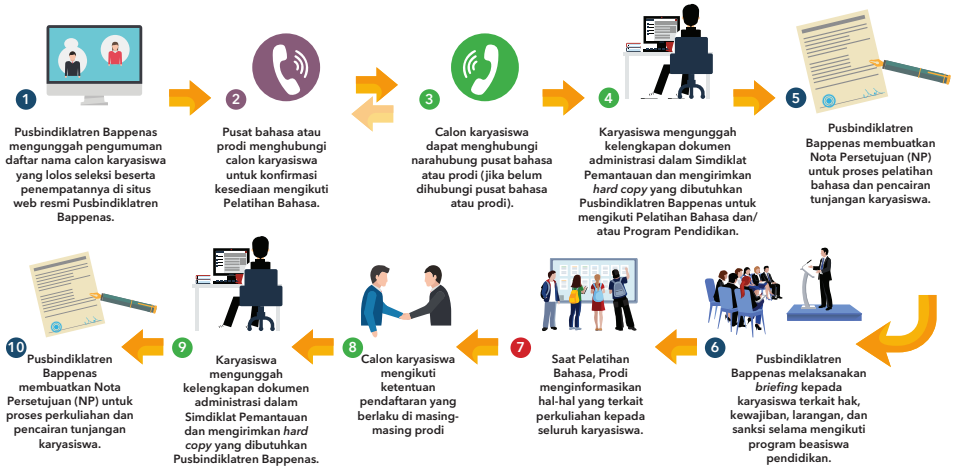 1
Pusbindiklatren Bappenas
mengunggah pengumuman
daftar nama calon karyasiswa
yang lolos seleksi beserta
penempatannya di situs
web resmi Pusbindiklatren
Bappenas.
2
Pusat bahasa atau
prodi menghubungi
calon karyasiswa
untuk konfirmasi
kesediaan mengikuti
Pelatihan Bahasa.
3
Calon karyasiswa
dapat menghubungi
narahubung pusat bahasa
atau prodi (jika belum
dihubungi pusat bahasa
atau prodi).
4
Karyasiswa mengunggah
kelengkapan dokumen
administrasi dalam Simdiklat
Pemantauan dan mengirimkan
hard copy yang dibutuhkan
Pusbindiklatren Bappenas untuk
mengikuti Pelatihan Bahasa dan/
atau Program Pendidikan.
5
Pusbindiklatren
Bappenas membuatkan
Nota Persetujuan (NP)
untuk proses pelatihan
bahasa dan pencairan
tunjangan karyasiswa.
6
Pusbindiklatren
Bappenas melaksanakan
briefing kepada
karyasiswa terkait hak,
kewajiban, larangan, dan
sanksi selama mengikuti
program beasiswa
pendidikan.
7
Saat Pelatihan
Bahasa, Prodi
menginformasikan
hal-hal yang terkait
perkuliahan kepada
seluruh karyasiswa.
8
Calon karyasiswa
mengikuti
ketentuan
pendaftaran yang
berlaku di masing-
masing prodi
9
Karyasiswa
mengunggah
kelengkapan dokumen
administrasi dalam
Simdiklat Pemantauan
dan mengirimkan hard
copy yang dibutuhkan
Pusbindiklatren Bappenas.
10
Pusbindiklatren
Bappenas
membuatkan Nota
Persetujuan (NP) untuk
proses perkuliahan dan
pencairan tunjangan
karyasiswa.